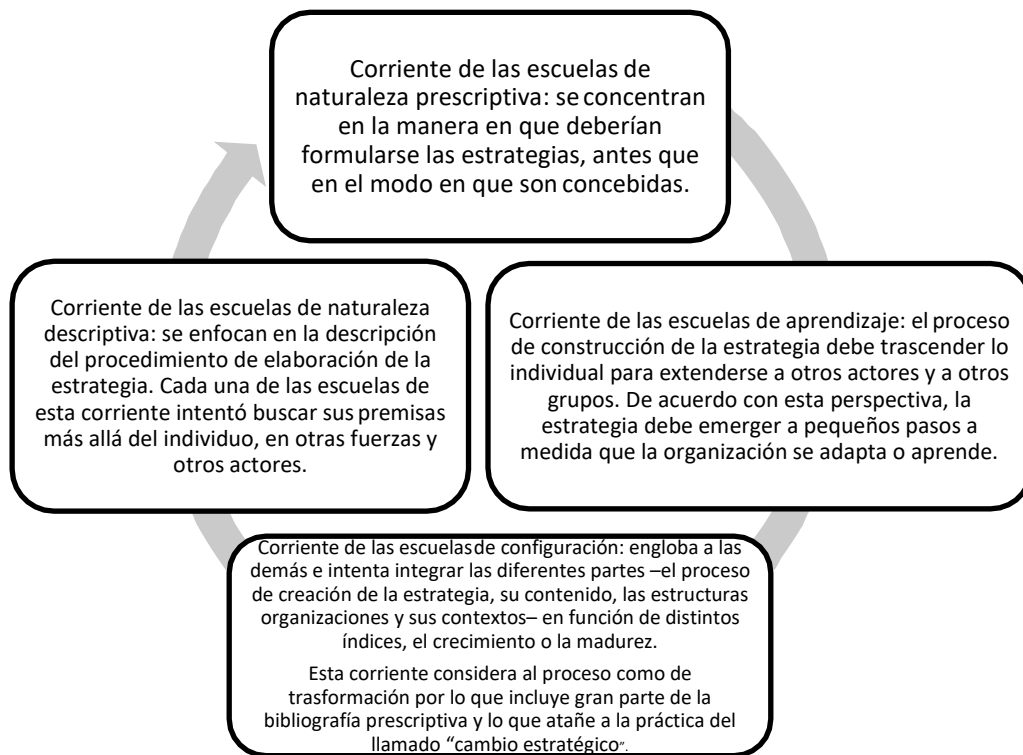 Corriente de las escuelas de
naturaleza prescriptiva: se concentran
en la manera en que deberían
formularse las estrategias, antes que
en el modo en que son concebidas.
Corriente de las escuelas de naturaleza
descriptiva: se enfocan en la descripción
del procedimiento de elaboración de la
estrategia. Cada una de las escuelas de
esta corriente intentó buscar sus premisas
más allá del individuo, en otras fuerzas y
otros actores.
Corriente de las escuelas de aprendizaje: el proceso
de construcción de la estrategia debe trascender lo
individual para extenderse a otros actores y a otros
grupos. De acuerdo con esta perspectiva, la
estrategia debe emerger a pequeños pasos a
medida que la organización se adapta o aprende.
Corriente de las escuelas de configuración: engloba a las
demás e intenta integrar las diferentes partes –el proceso
de creación de la estrategia, su contenido, las estructuras
organizaciones y sus contextos– en función de distintos
índices, el crecimiento o la madurez.
Esta corriente considera al proceso como de
trasformación por lo que incluye gran parte de la
bibliografía prescriptiva y lo que atañe a la práctica del
llamado “cambio estratégico”.